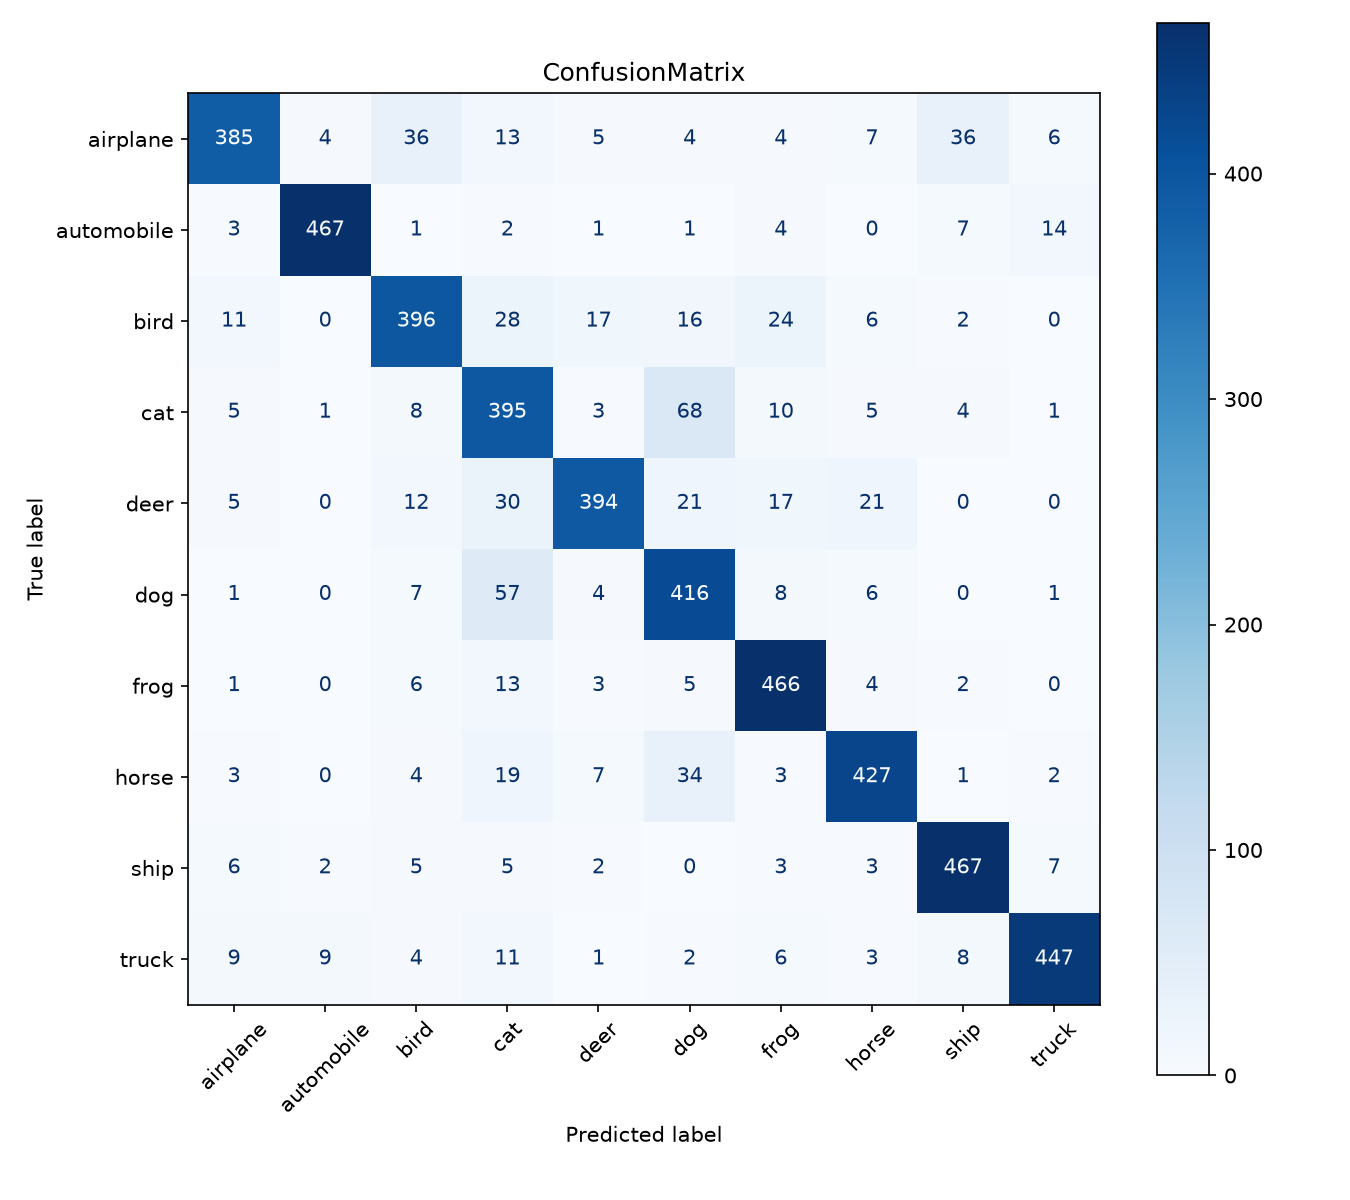 ConfusionMatrix
airplane 385 4 36 13 5 4 4 7 36 6
automobile 3 467 1 2 1 1 4 0 7 14
bird 11 0 396 28 17 16 24 6 2 0
cat 5 1 8 395 3 68 10 5 4 1
deer 5 0 12 30 394 21 17 21 0 0
dog 1 0 7 57 4 416 8 6 0 1
frog 1 0 6 13 3 5 466 4 2 0
horse 3 0 4 19 7 34 3 427 1 2
ship 6 2 5 5 2 0 3 3 467 7
truck 9 9 4 11 1 2 6 3 8 447
True label
airplane automobile bird cat deer dog frog horse ship truck
Predicted label
400
300
200
100
0